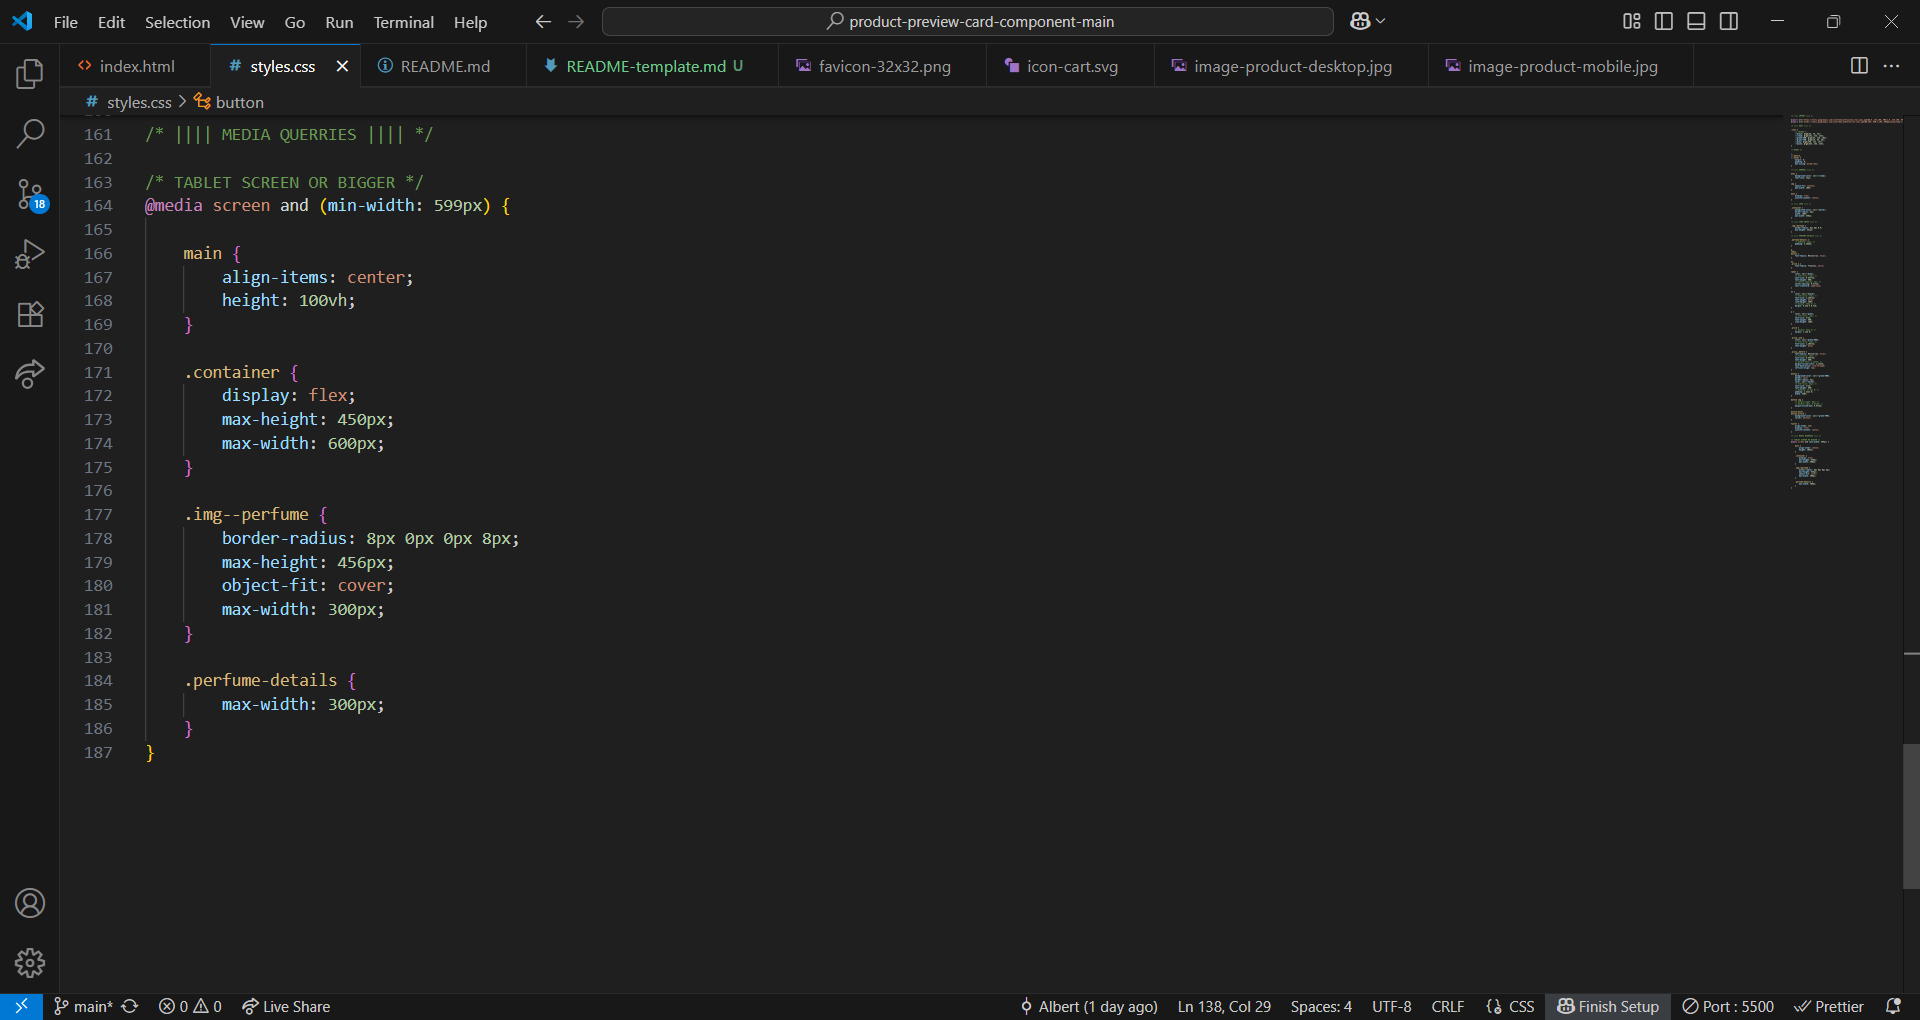 File Edit Selection View Go Run Terminal Help
product-preview-card-component-main
index.html
# styles.css
README.md
README-template.md U
favicon-32x32.png
icon-cart.svg
image-product-desktop.jpg
image-product-mobile.jpg
# styles.css > button
161 /* |||| MEDIA QUERRIES |||| */
162
163 /* TABLET SCREEN OR BIGGER */
164 @media screen and (min-width: 599px) {
165
166 main {
167 align-items: center;
168 height: 100vh;
169 }
170
171 .container {
172 display: flex;
173 max-height: 450px;
174 max-width: 600px;
175 }
176
177 .img--perfume {
178 border-radius: 8px 0px 0px 8px;
179 max-height: 456px;
180 object-fit: cover;
181 max-width: 300px;
182 }
183
184 .perfume-details {
185 max-width: 300px;
186 }
187 }
18
main* 0 0 Live Share
Albert (1 day ago) Ln 138, Col 29 Spaces: 4 UTF-8 CRLF {} CSS Finish Setup Port : 5500 Prettier